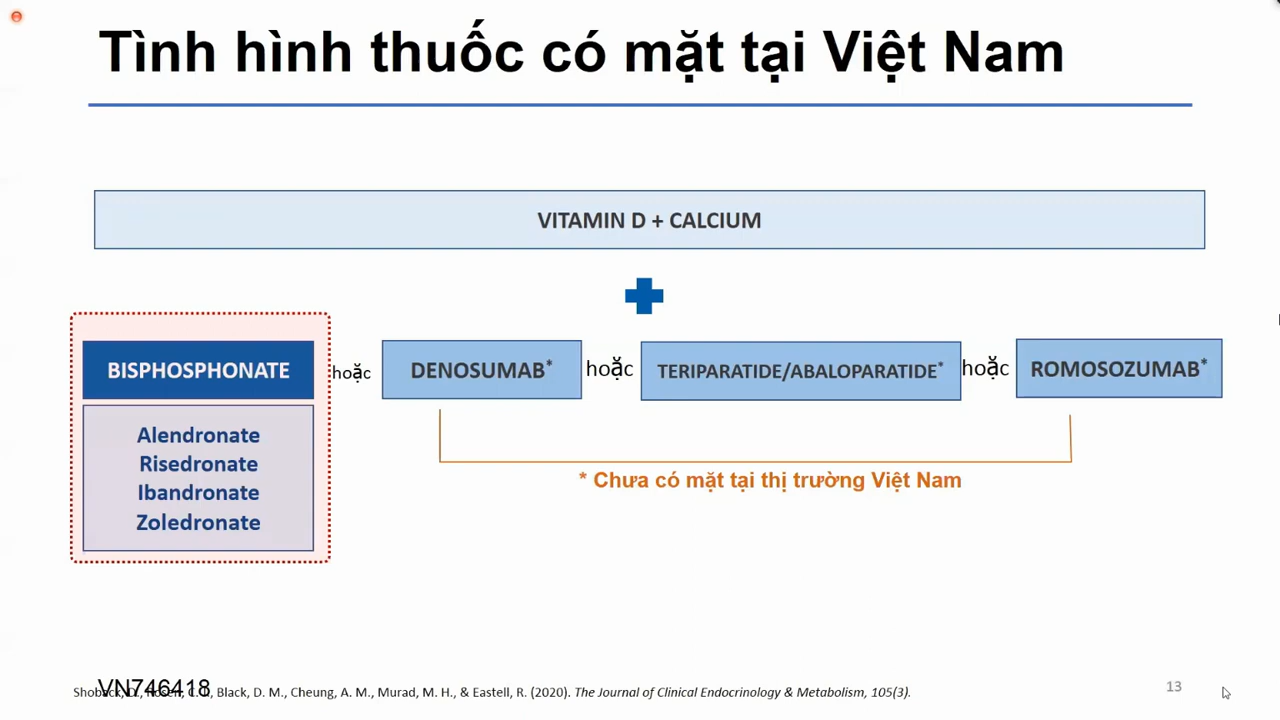 Tình hình thuốc có mặt tại Việt Nam
VITAMIN D + CALCIUM
BISPHOSPHONATE hoặc DENOSUMAB* hoặc TERIPARATIDE/ABALOPARATIDE* hoặc ROMOSOZUMAB*
Alendronate
Risedronate
Ibandronate
Zoledronate
* Chưa có mặt tại thị trường Việt Nam
VN746418
Shoback, Black, D. M., Cheung, A. M., Murad, M. H., & Eastell, R. (2020). The Journal of Clinical Endocrinology & Metabolism, 105(3).
13